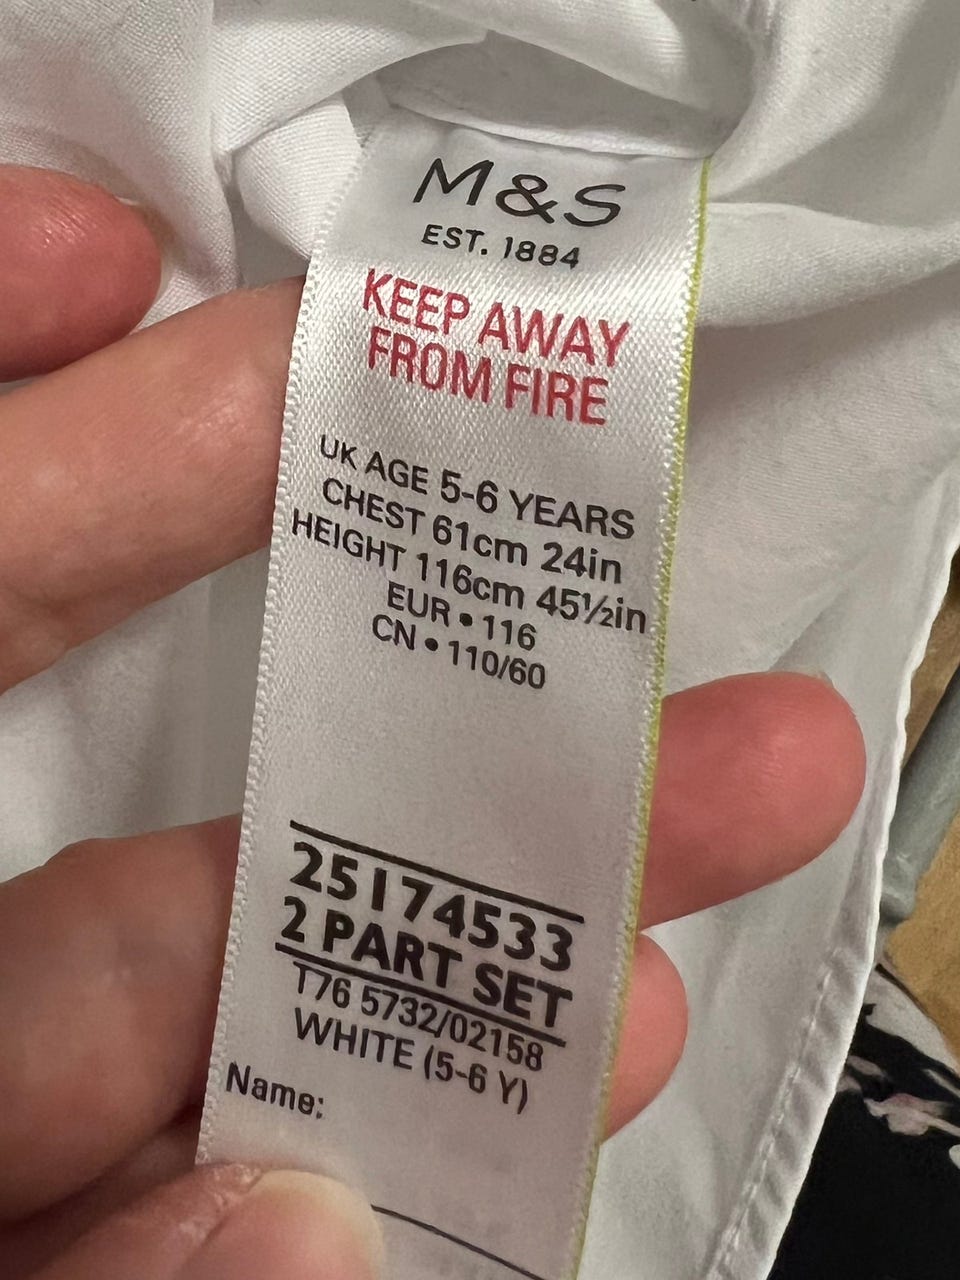 M&S
EST. 1884
KEEP AWAY
FROM FIRE
UK AGE 5-6 YEARS
CHEST 61cm 24in
HEIGHT 116cm 45½in
EUR • 116
CN • 110/60
25174533
2 PART SET
T76 5732/02158
WHITE (5-6 Y)
Name: